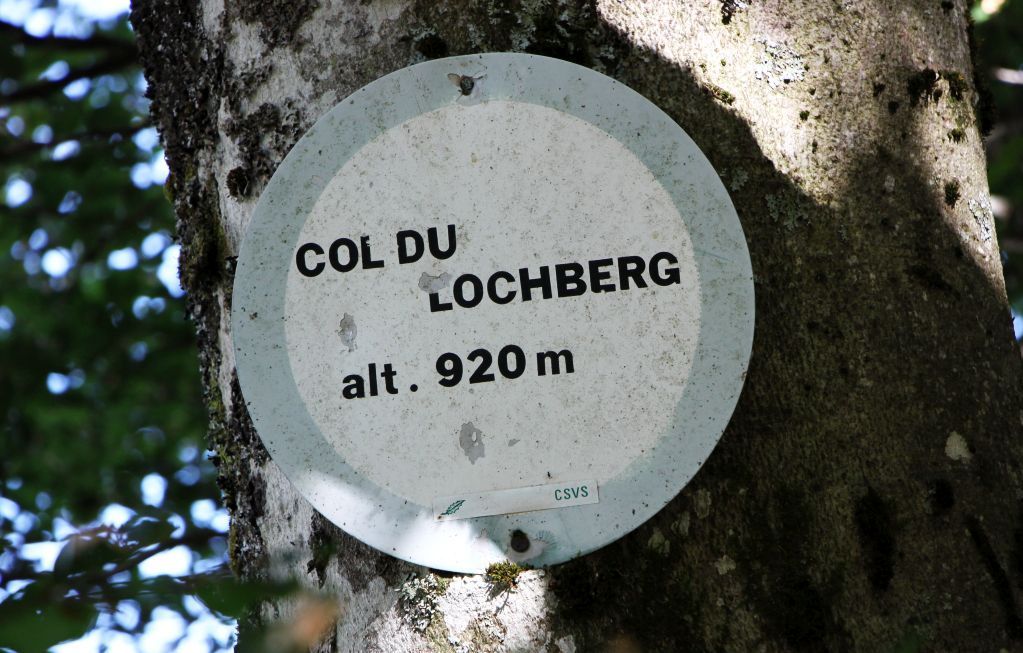 COL DU
LOCHBERG
alt. 920 m
CSVS